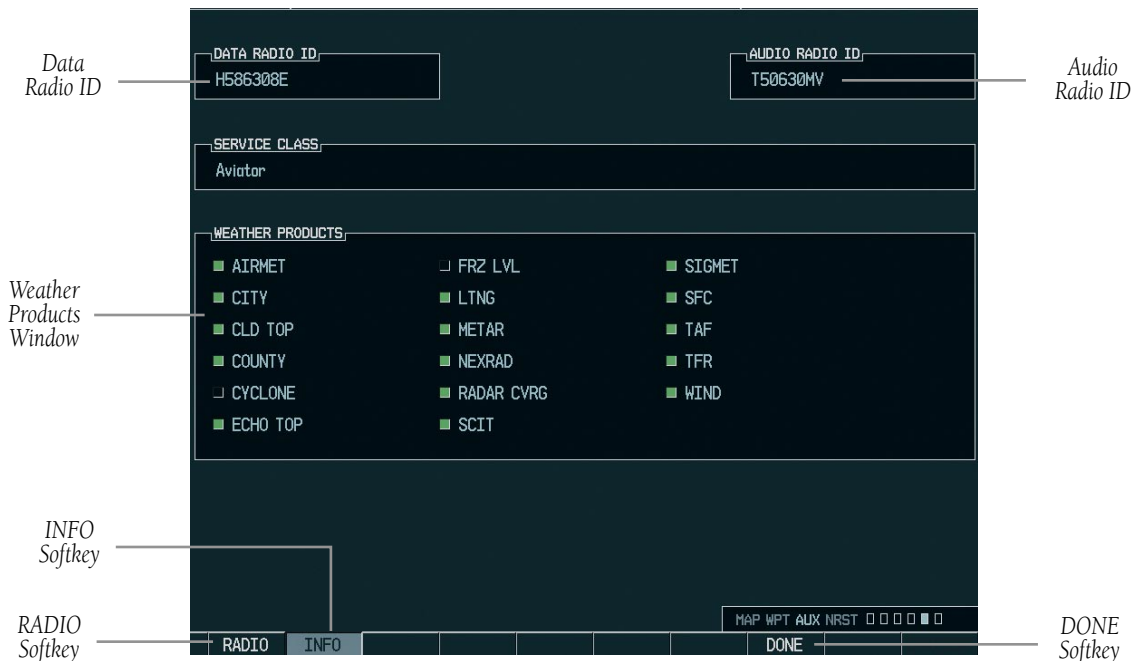 DATA RADIO ID
H586308E
AUDIO RADIO ID
T50630MV
SERVICE CLASS
Aviator
WEATHER PRODUCTS
AIRMET
CITY
CLD TOP
COUNTY
CYCLONE
ECHO TOP
FRZ LVL
LTNG
METAR
NEXRAD
RADAR CVRG
SCIT
SIGMET
SFC
TAF
TFR
WIND
MAP WPT AUX NRST
RADIO
INFO
DONE
Data
Radio ID
Audio
Radio ID
Weather
Products
Window
INFO
Softkey
RADIO
Softkey
DONE
Softkey